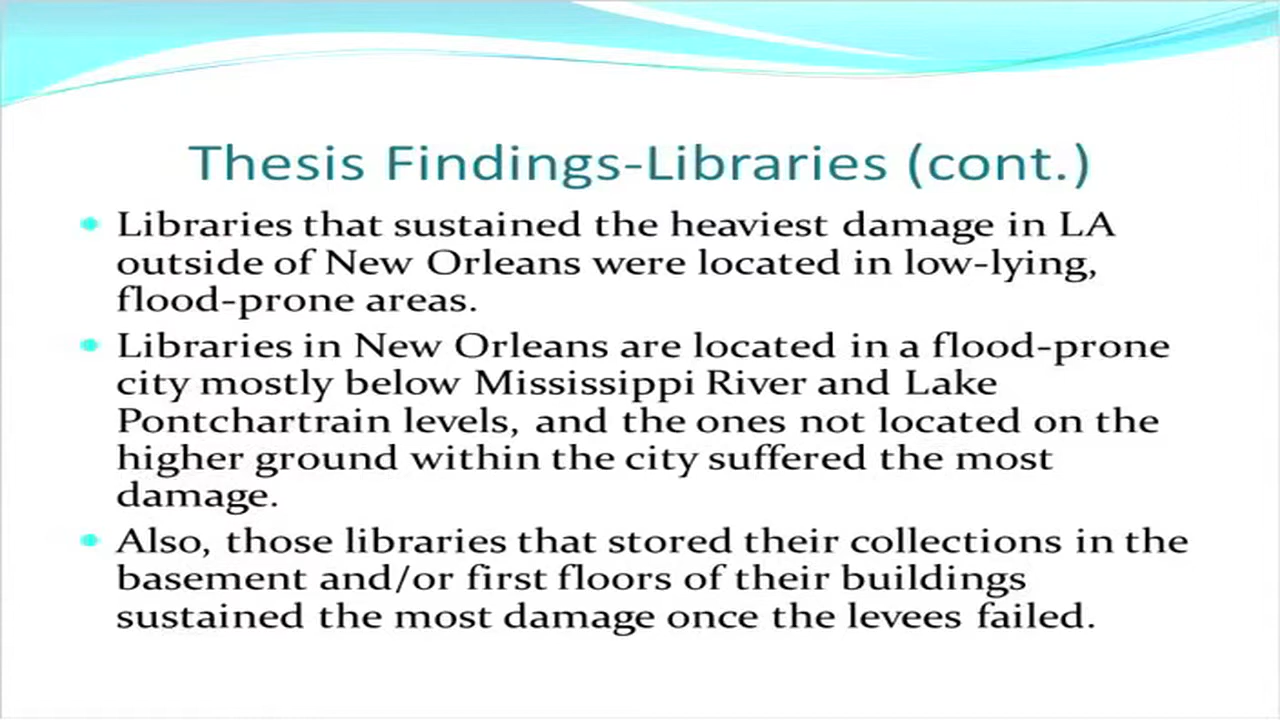 Thesis Findings-Libraries (cont.)
Libraries that sustained the heaviest damage in LA
outside of New Orleans were located in low-lying,
flood-prone areas.
Libraries in New Orleans are located in a flood-prone
city mostly below Mississippi River and Lake
Pontchartrain levels, and the ones not located on the
higher ground within the city suffered the most
damage.
Also, those libraries that stored their collections in the
basement and/or first floors of their buildings
sustained the most damage once the levees failed.